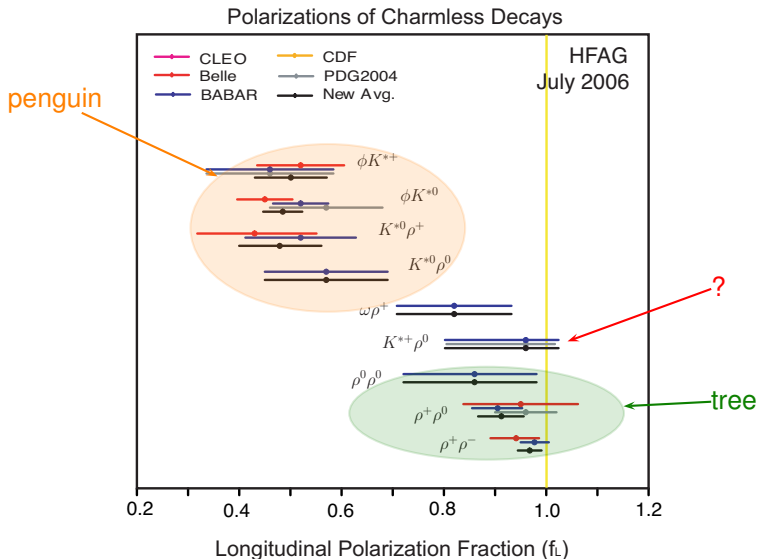 Polarizations of Charmless Decays
CLEO
CDF
HFAG
Belle
PDG2004
July 2006
BABAR
New Avg.
penguin
ϕK*+
ϕK*0
K*0ρ+
K*0ρ0
?
ωρ+
K*+ρ0
ρ0ρ0
tree
ρ+ρ0
ρ+ρ−
0.2 0.4 0.6 0.8 1.0 1.2
Longitudinal Polarization Fraction (fL)